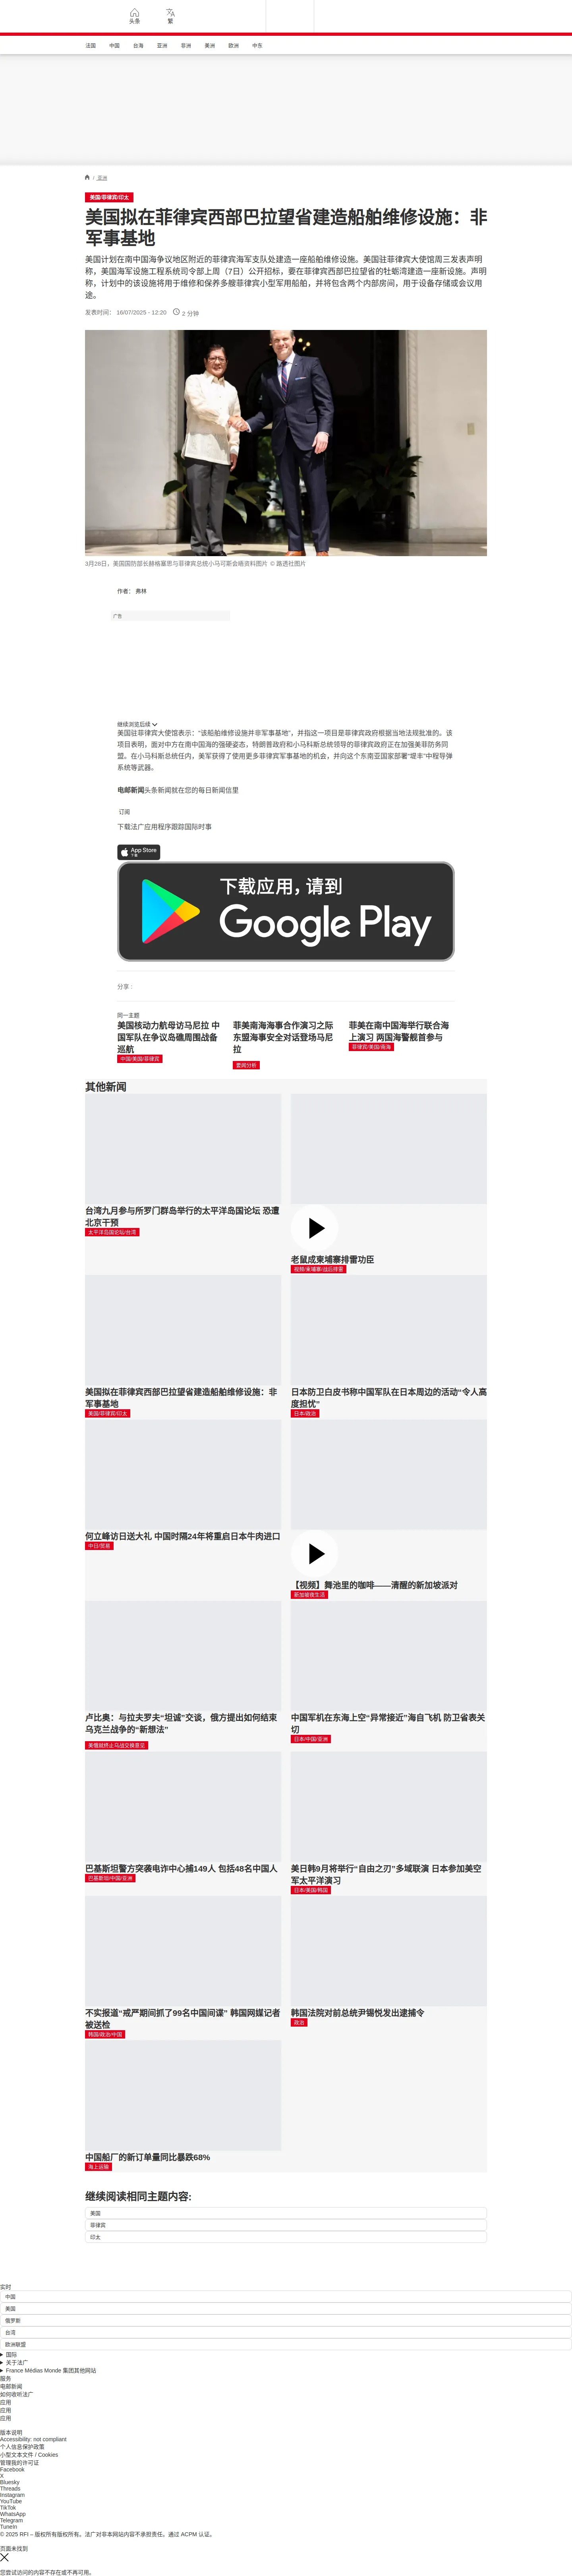 头条
繁
法国 中国 台海 亚洲 非洲 美洲 欧洲 中东
/ 亚洲
美国/菲律宾/印太
美国拟在菲律宾西部巴拉望省建造船舶维修设施：非
军事基地
美国计划在南中国海争议地区附近的菲律宾海军支队处建造一座船舶维修设施。美国驻菲律宾大使馆周三发表声明
称，美国海军设施工程系统司令部上周（7日）公开招标，要在菲律宾西部巴拉望省的牡蛎湾建造一座新设施。声明
称，计划中的该设施将用于维修和保养多艘菲律宾小型军用船舶，并将包含两个内部房间，用于设备存储或会议用
途。
发表时间： 16/07/2025 - 12:20 2 分钟
3月28日，美国国防部长赫格塞思与菲律宾总统小马可斯会晤资料图片 © 路透社图片
作者： 弗林
广告
继续浏览后续
美国驻菲律宾大使馆表示：“该船舶维修设施并非军事基地”，并指这一项目是菲律宾政府根据当地法规批准的。该
项目表明，面对中方在南中国海的强硬姿态，特朗普政府和小马科斯总统领导的菲律宾政府正在加强美菲防务同
盟。在小马科斯总统任内，美军获得了使用更多菲律宾军事基地的机会，并向这个东南亚国家部署“堤丰”中程导弹
系统等武器。
电邮新闻头条新闻就在您的每日新闻信里
订阅
下载法广应用程序跟踪国际时事
App Store
下载
下载应用，请到
Google Play
分享 :
同一主题
美国核动力航母访马尼拉 中
国军队在争议岛礁周围战备
巡航
中国/美国/菲律宾
菲美南海海事合作演习之际
东盟海事安全对话登场马尼
拉
要闻分析
菲美在南中国海举行联合海
上演习 两国海警舰首参与
菲律宾/美国/南海
其他新闻
台湾九月参与所罗门群岛举行的太平洋岛国论坛 恐遭
北京干预
太平洋岛国论坛/台湾
老鼠成柬埔寨排雷功臣
视频/柬埔寨/战后排雷
美国拟在菲律宾西部巴拉望省建造船舶维修设施：非
军事基地
美国/菲律宾/印太
日本防卫白皮书称中国军队在日本周边的活动“令人高
度担忧”
日本/政治
何立峰访日送大礼 中国时隔24年将重启日本牛肉进口
中日/贸易
【视频】舞池里的咖啡——清醒的新加坡派对
新加坡夜生活
卢比奥：与拉夫罗夫“坦诚”交谈，俄方提出如何结束
乌克兰战争的“新想法”
美俄就终止乌战交换意见
中国军机在东海上空“异常接近”海自飞机 防卫省表关
切
日本/中国/亚洲
巴基斯坦警方突袭电诈中心捕149人 包括48名中国人
巴基斯坦/中国/亚洲
美日韩9月将举行“自由之刃”多域联演 日本参加美空
军太平洋演习
日本/美国/韩国
不实报道“戒严期间抓了99名中国间谍” 韩国网媒记者
被送检
韩国/政治/中国
韩国法院对前总统尹锡悦发出逮捕令
政治
中国船厂的新订单量同比暴跌68%
海上运输
继续阅读相同主题内容:
美国
菲律宾
印太
实时
中国
美国
俄罗斯
台湾
欧洲联盟
国际
关于法广
France Médias Monde 集团其他网站
服务
电邮新闻
如何收听法广
应用
应用
应用
版本说明
Accessibility: not compliant
个人信息保护政策
小型文本文件 / Cookies
管理我的许可证
Facebook
X
Bluesky
Threads
Instagram
YouTube
TikTok
WhatsApp
Telegram
TuneIn
© 2025 RFI – 版权所有版权所有。法广对非本网站内容不承担责任。通过 ACPM 认证。
页面未找到
您尝试访问的内容不存在或不再可用。